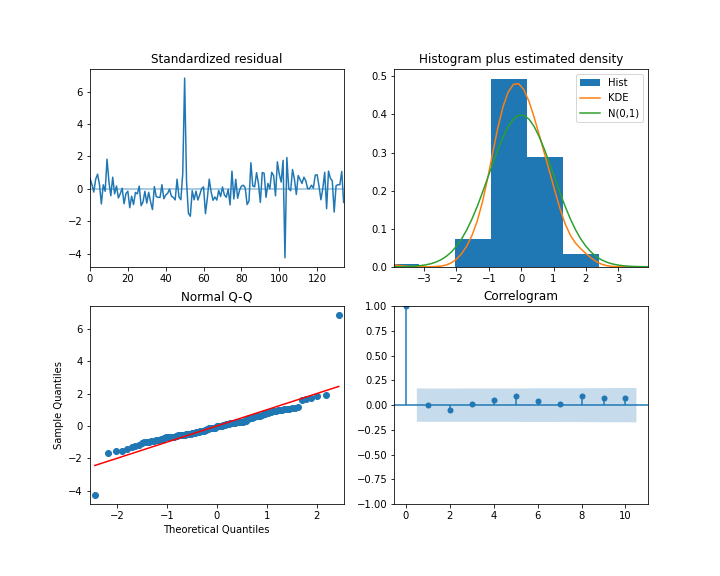 Standardized residual
6
4
2
0
−2
−4
0 20 40 60 80 100 120
Histogram plus estimated density
0.5
0.4
0.3
0.2
0.1
0.0
Hist
KDE
N(0,1)
−3 −2 −1 0 1 2 3
Normal Q-Q
Sample Quantiles
6
4
2
0
−2
−4
−2 −1 0 1 2
Theoretical Quantiles
Correlogram
1.00
0.75
0.50
0.25
0.00
−0.25
−0.50
−0.75
−1.00
0 2 4 6 8 10